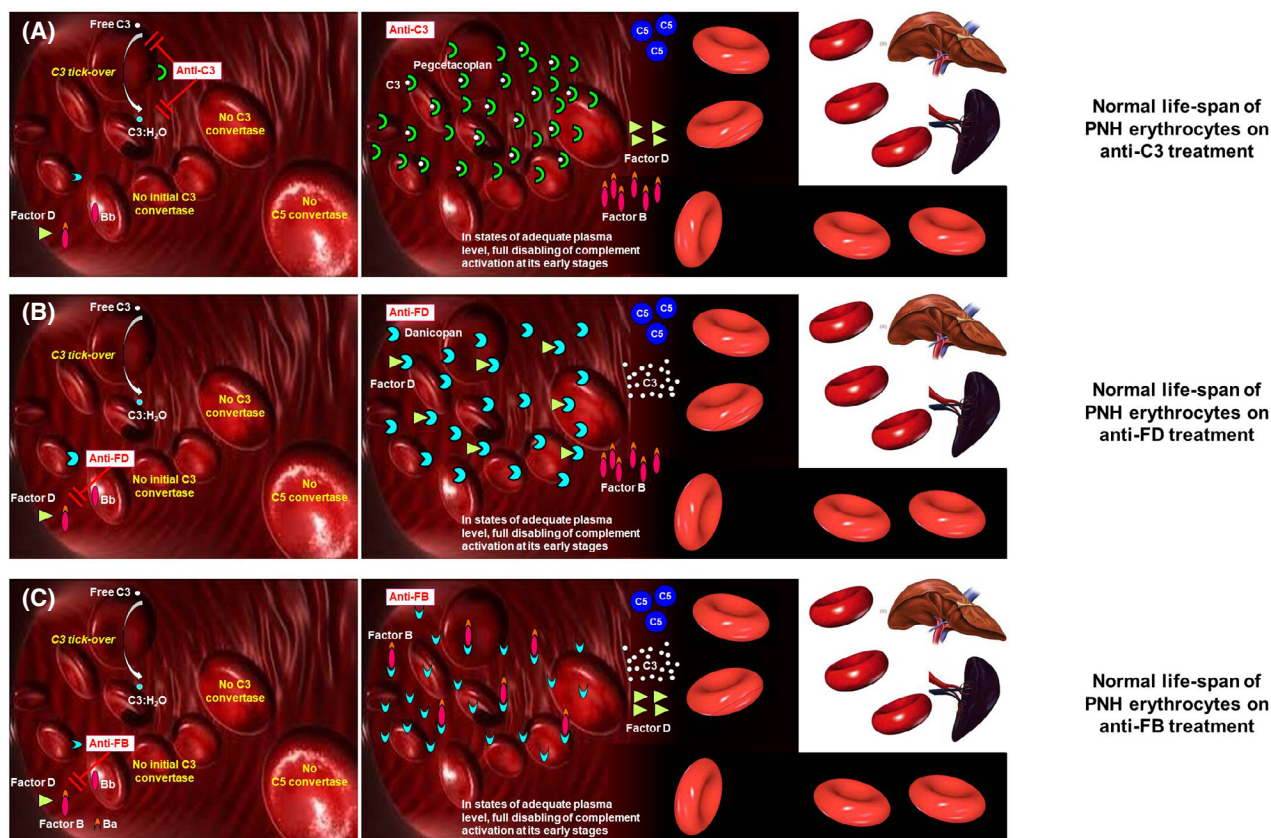 (A)
Free C3
C3 tick-over
Anti-C3
C3:H₂O
No C3
convertase
No initial C3
convertase
Factor D
Bb
No
C5 convertase
Anti-C3
Pegcetacoplan
C3
C5
C5
C5
Factor D
Factor B
In states of adequate plasma
level, full disabling of complement
activation at its early stages
Normal life-span of
PNH erythrocytes on
anti-C3 treatment
(B)
Free C3
C3 tick-over
C3:H₂O
No C3
convertase
Anti-FD
No initial C3
convertase
Factor D
Bb
No
C5 convertase
Anti-FD
Danicopan
Factor D
C5
C5
C5
C3
Factor B
In states of adequate plasma
level, full disabling of complement
activation at its early stages
Normal life-span of
PNH erythrocytes on
anti-FD treatment
(C)
Free C3
C3 tick-over
C3:H₂O
No C3
convertase
Anti-FB
No initial C3
convertase
Factor D
Bb
Factor B
Ba
No
C5 convertase
Anti-FB
Factor B
C5
C5
C5
C3
Factor D
In states of adequate plasma
level, full disabling of complement
activation at its early stages
Normal life-span of
PNH erythrocytes on
anti-FB treatment